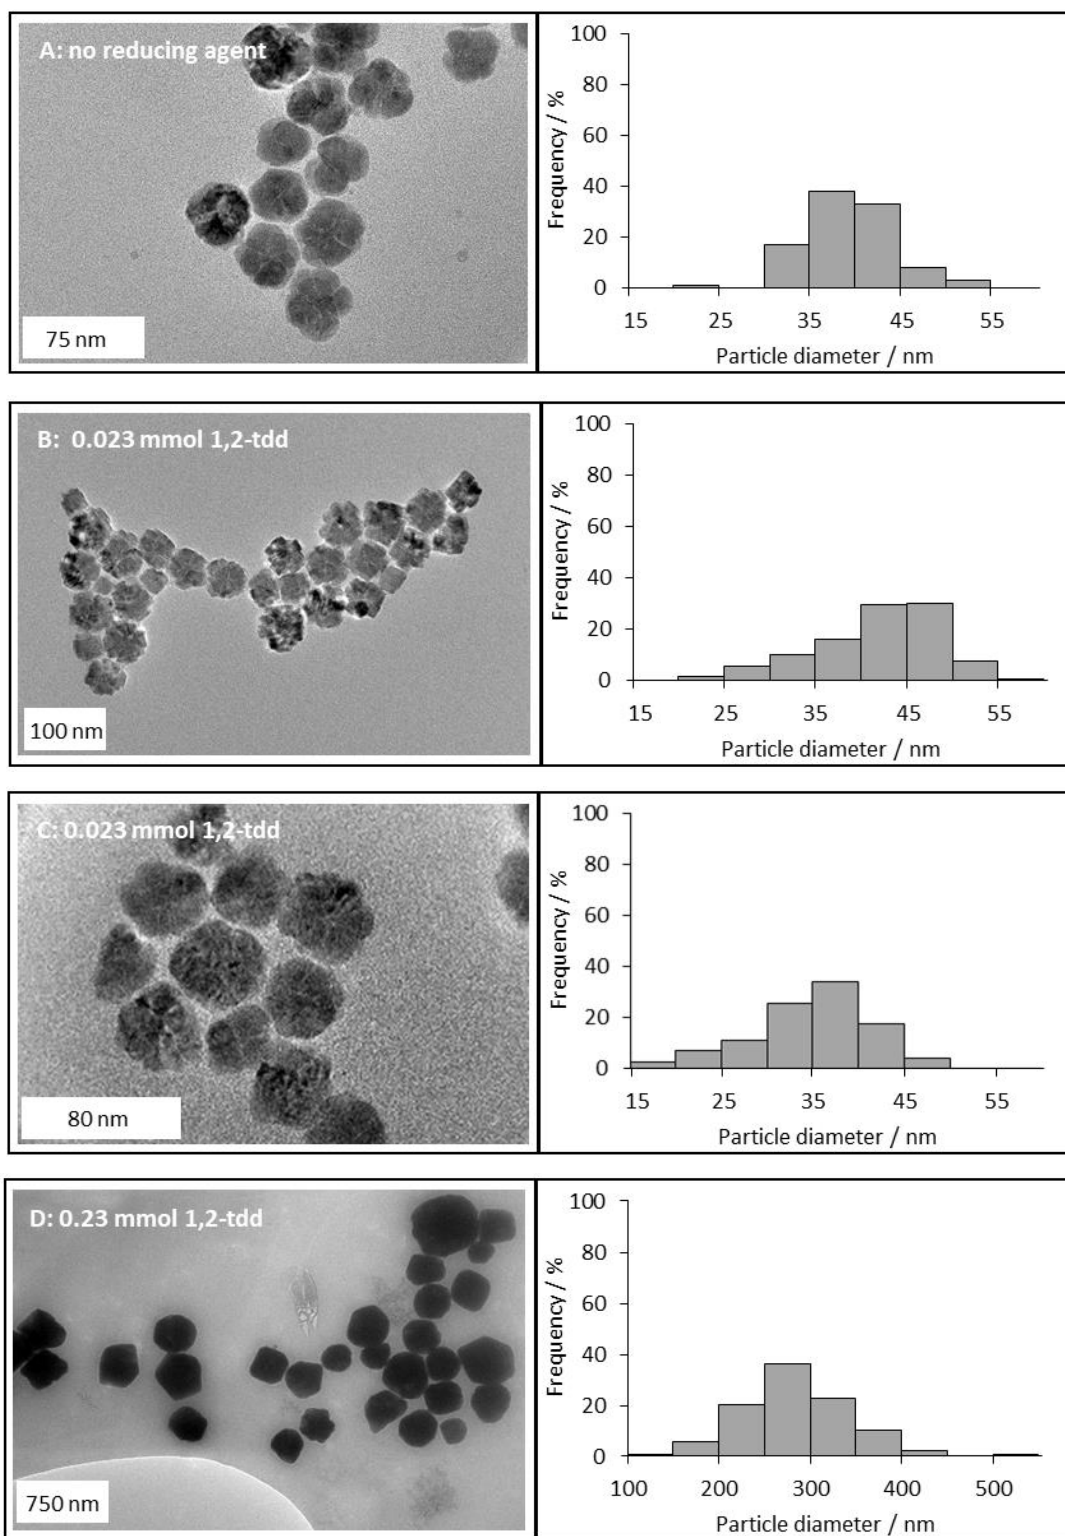 A: no reducing agent
75 nm
100
80
60
40
20
0
Frequency / %
15 25 35 45 55
Particle diameter / nm
B: 0.023 mmol 1,2-tdd
100 nm
100
80
60
40
20
0
Frequency / %
15 25 35 45 55
Particle diameter / nm
C: 0.023 mmol 1,2-tdd
80 nm
100
80
60
40
20
0
Frequency / %
15 25 35 45 55
Particle diameter / nm
D: 0.23 mmol 1,2-tdd
750 nm
100
80
60
40
20
0
Frequency / %
100 200 300 400 500
Particle diameter / nm